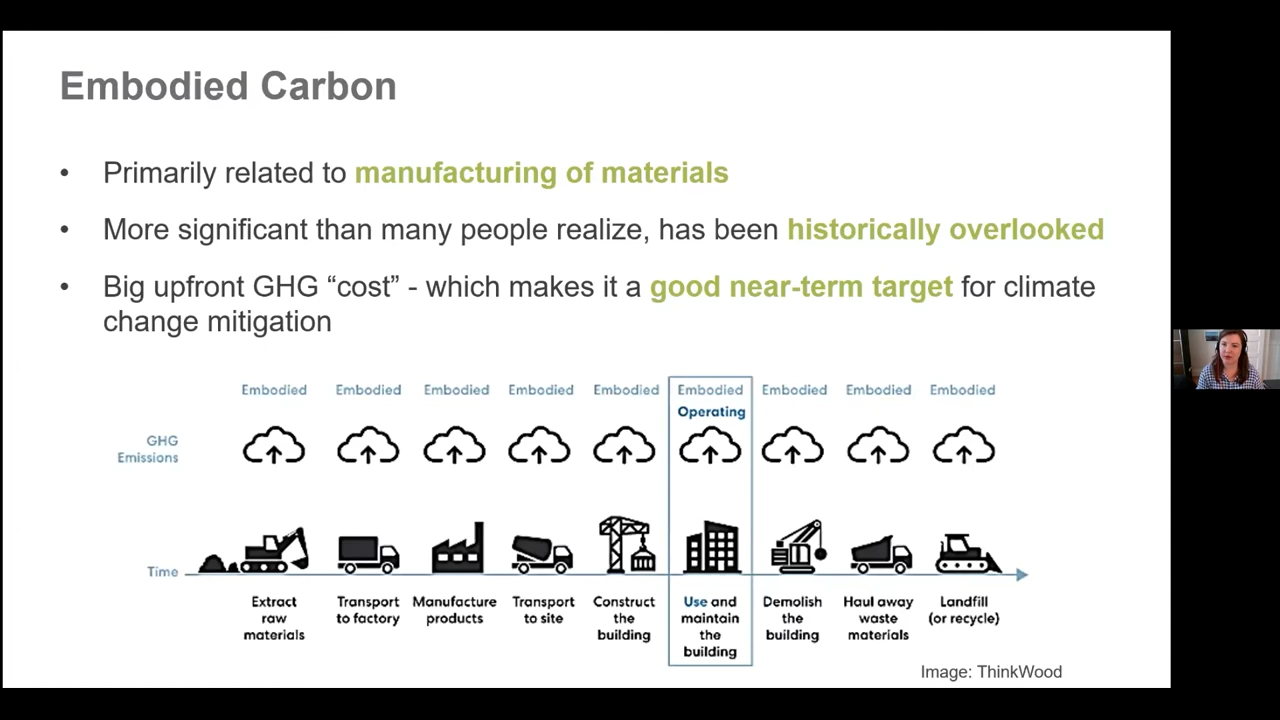 Embodied Carbon
• Primarily related to manufacturing of materials
• More significant than many people realize, has been historically overlooked
• Big upfront GHG “cost” - which makes it a good near-term target for climate
change mitigation
Embodied Embodied Embodied Embodied Embodied Embodied Embodied Embodied Embodied
Operating
GHG
Emissions
Time
Extract
raw
materials
Transport
to factory
Manufacture
products
Transport
to site
Construct
the
building
Use and
maintain
the
building
Demolish
the
building
Haul away
waste
materials
Landfill
(or recycle)
Image: ThinkWood